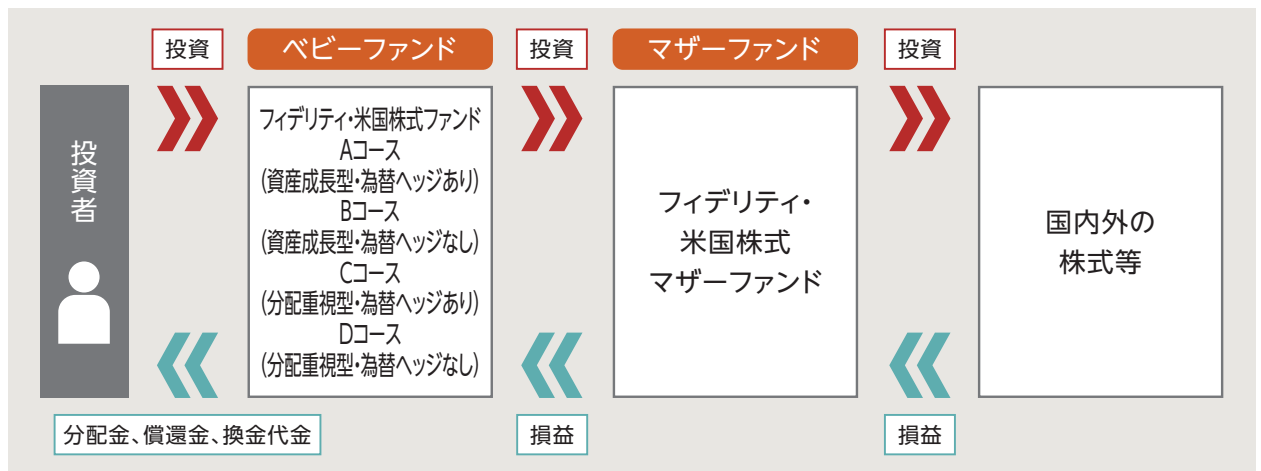 投資
ベビーファンド
投資
マザーファンド
投資
投資者
フィデリティ・米国株式ファンド
Aコース
(資産成長型・為替ヘッジあり)
Bコース
(資産成長型・為替ヘッジなし)
Cコース
(分配重視型・為替ヘッジあり)
Dコース
(分配重視型・為替ヘッジなし)
フィデリティ・
米国株式
マザーファンド
国内外の
株式等
分配金、償還金、換金代金
損益
損益